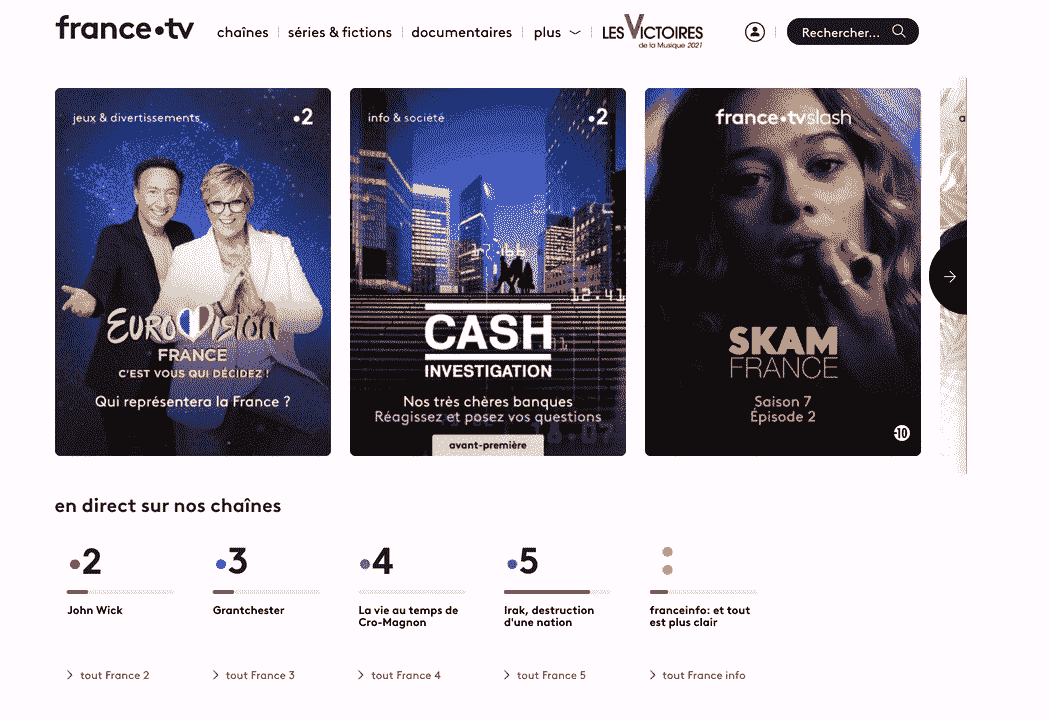 france•tv
chaînes
séries & fictions
documentaires
plus
LES VICTOIRES
de la Musique 2021
Rechercher...
jeux & divertissements
•2
EUROVISION
FRANCE
C'EST VOUS QUI DÉCIDEZ !
Qui représentera la France ?
info & société
•2
12.41
CASH
INVESTIGATION
Nos très chères banques
Réagissez et posez vos questions
avant-première
france•tvslash
SKAM
FRANCE
Saison 7
Épisode 2
-10
a
en direct sur nos chaînes
•2
•3
•4
•5
John Wick
Grantchester
La vie au temps de
Cro-Magnon
Irak, destruction
d'une nation
franceinfo: et tout
est plus clair
tout France 2
tout France 3
tout France 4
tout France 5
tout France info